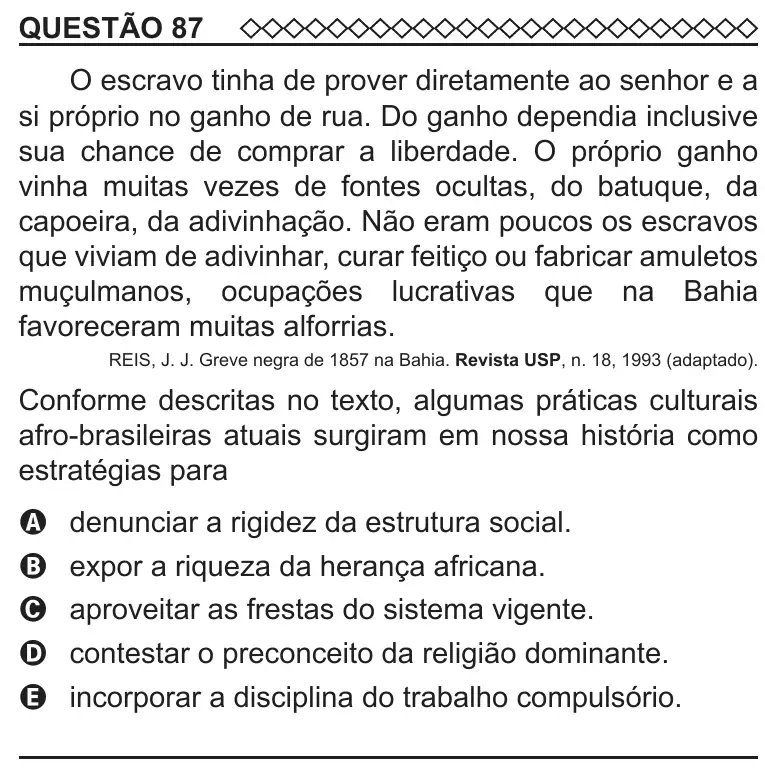 QUESTÃO 87
O escravo tinha de prover diretamente ao senhor e a
si próprio no ganho de rua. Do ganho dependia inclusive
sua chance de comprar a liberdade. O próprio ganho
vinha muitas vezes de fontes ocultas, do batuque, da
capoeira, da adivinhação. Não eram poucos os escravos
que viviam de adivinhar, curar feitiço ou fabricar amuletos
muçulmanos, ocupações lucrativas que na Bahia
favoreceram muitas alforrias.
REIS, J. J. Greve negra de 1857 na Bahia. Revista USP, n. 18, 1993 (adaptado).
Conforme descritas no texto, algumas práticas culturais
afro-brasileiras atuais surgiram em nossa história como
estratégias para
A denunciar a rigidez da estrutura social.
B expor a riqueza da herança africana.
C aproveitar as frestas do sistema vigente.
D contestar o preconceito da religião dominante.
E incorporar a disciplina do trabalho compulsório.